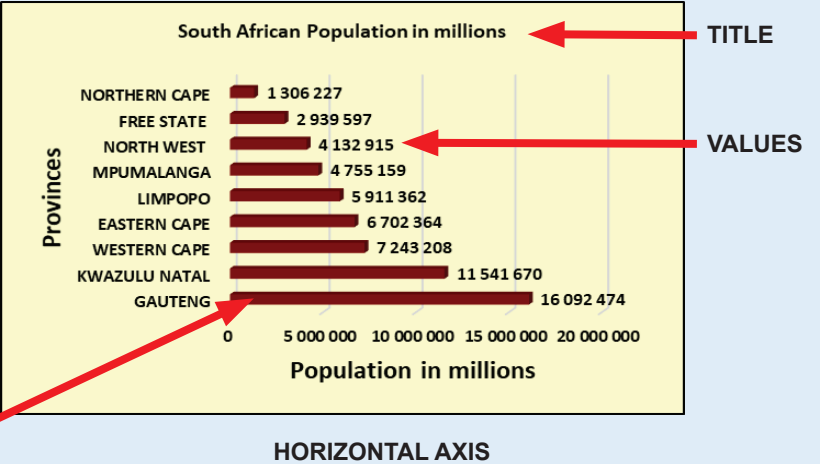 South African Population in millions
TITLE
NORTHERN CAPE 1 306 227
FREE STATE 2 939 597
NORTH WEST 4 132 915
VALUES
MPUMALANGA 4 755 159
LIMPOPO 5 911 362
EASTERN CAPE 6 702 364
WESTERN CAPE 7 243 208
KWAZULU NATAL 11 541 670
GAUTENG 16 092 474
Provinces
0 5 000 000 10 000 000 15 000 000 20 000 000
Population in millions
HORIZONTAL AXIS